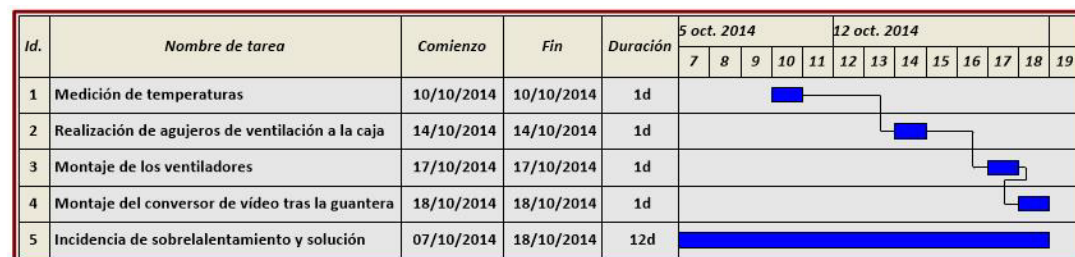 Id. Nombre de tarea Comienzo Fin Duración 5 oct. 2014 12 oct. 2014
7 8 9 10 11 12 13 14 15 16 17 18 19
1 Medición de temperaturas 10/10/2014 10/10/2014 1d
2 Realización de agujeros de ventilación a la caja 14/10/2014 14/10/2014 1d
3 Montaje de los ventiladores 17/10/2014 17/10/2014 1d
4 Montaje del conversor de vídeo tras la guantera 18/10/2014 18/10/2014 1d
5 Incidencia de sobrelalentamiento y solución 07/10/2014 18/10/2014 12d